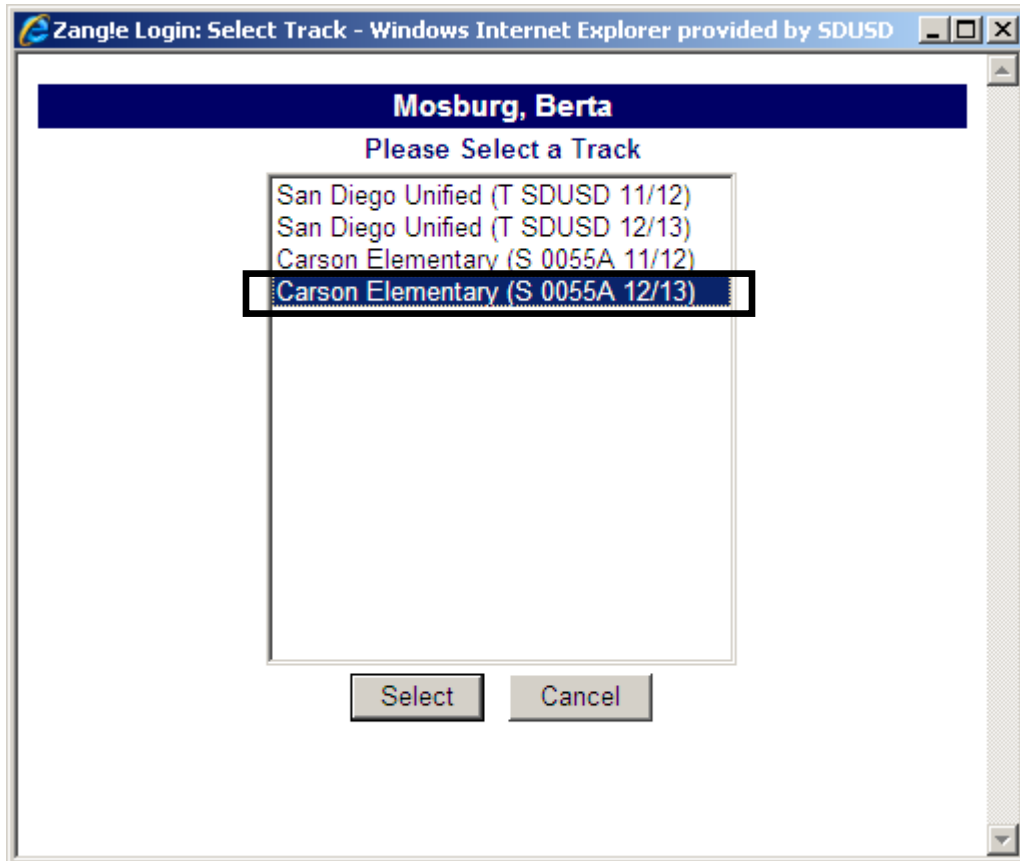 Zangle Login: Select Track - Windows Internet Explorer provided by SDUSD
Mosburg, Berta
Please Select a Track
San Diego Unified (T SDUSD 11/12)
San Diego Unified (T SDUSD 12/13)
Carson Elementary (S 0055A 11/12)
Carson Elementary (S 0055A 12/13)
Select Cancel